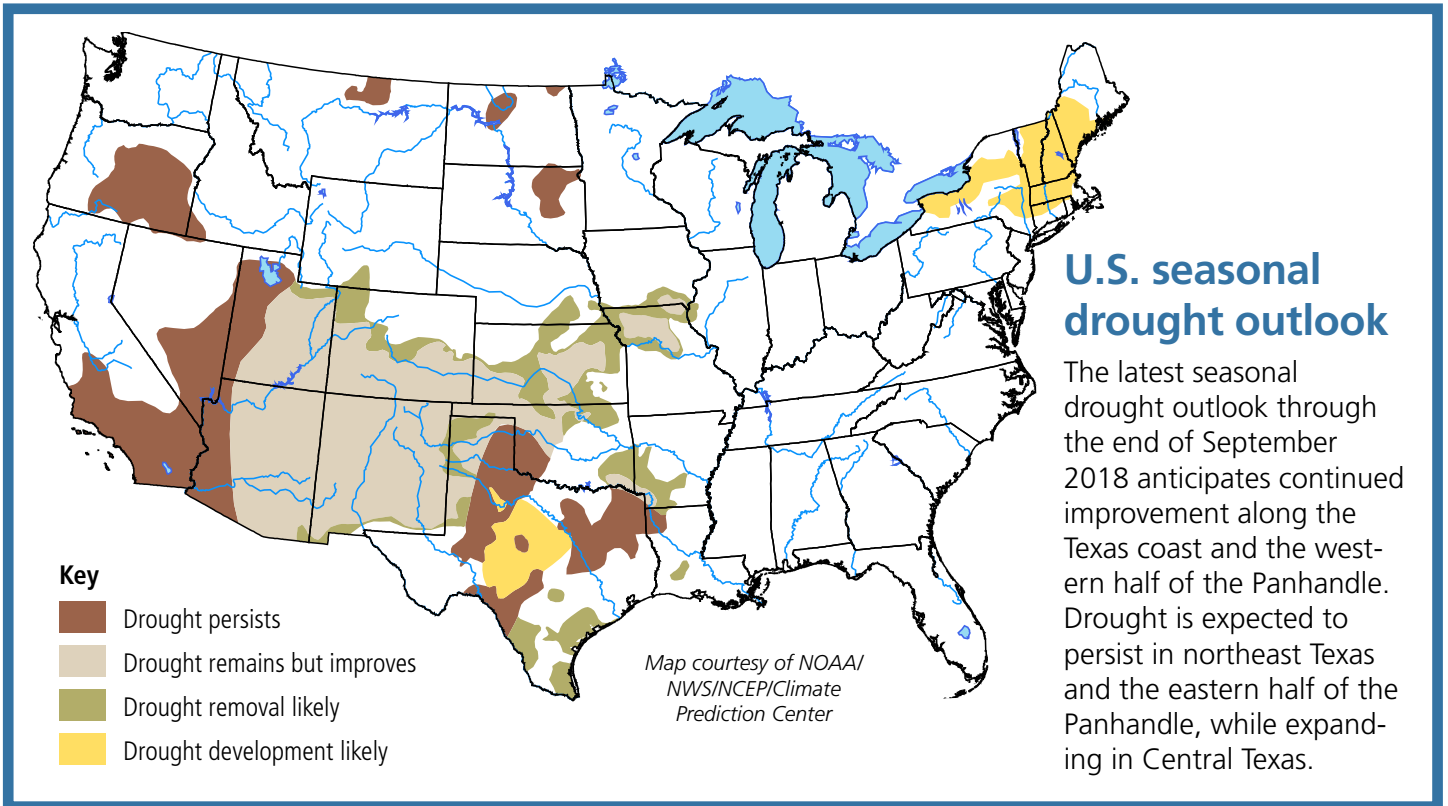 U.S. seasonal
drought outlook
The latest seasonal
drought outlook through
the end of September
2018 anticipates continued
improvement along the
Texas coast and the west-
ern half of the Panhandle.
Drought is expected to
persist in northeast Texas
and the eastern half of the
Panhandle, while expand-
ing in Central Texas.
Key
Drought persists
Drought remains but improves
Drought removal likely
Drought development likely
Map courtesy of NOAA/
NWS/NCEP/Climate
Prediction Center